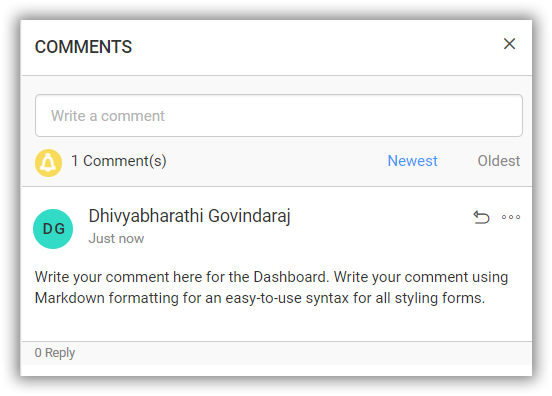 COMMENTS
Write a comment
1 Comment(s) Newest Oldest
DG Dhivyabharathi Govindaraj
Just now
Write your comment here for the Dashboard. Write your comment using
Markdown formatting for an easy-to-use syntax for all styling forms.
0 Reply